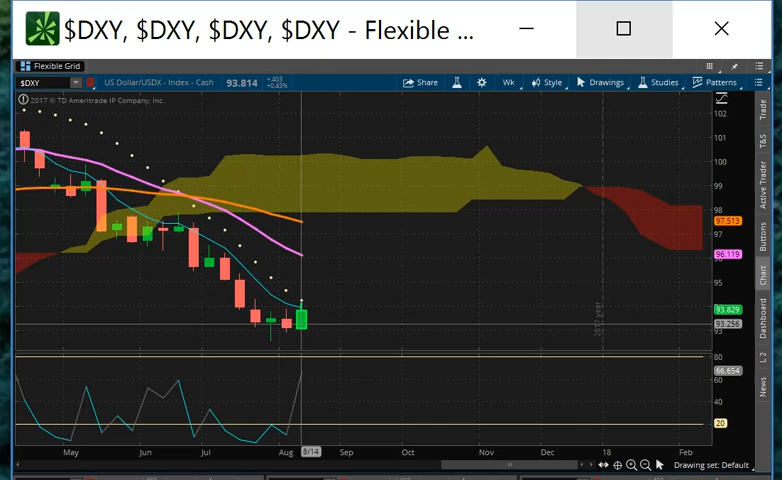 $DXY, $DXY, $DXY, $DXY - Flexible ...
Flexible Grid
$DXY US Dollar/USDX - Index - Cash 93.814 +.403 +0.43% Share Wk Style Drawings Studies Patterns
2017 © TD Ameritrade IP Company, Inc.
102
101
100
99
98
97.513
97
96.119
95
93.829
93.256
2017 year
80
66.654
60
40
20
May Jun Jul Aug 8/14 Sep Oct Nov Dec 18 Feb
Drawing set: Default
Trade
T&S
Active Trader
Buttons
Chart
Dashboard
L 2
News